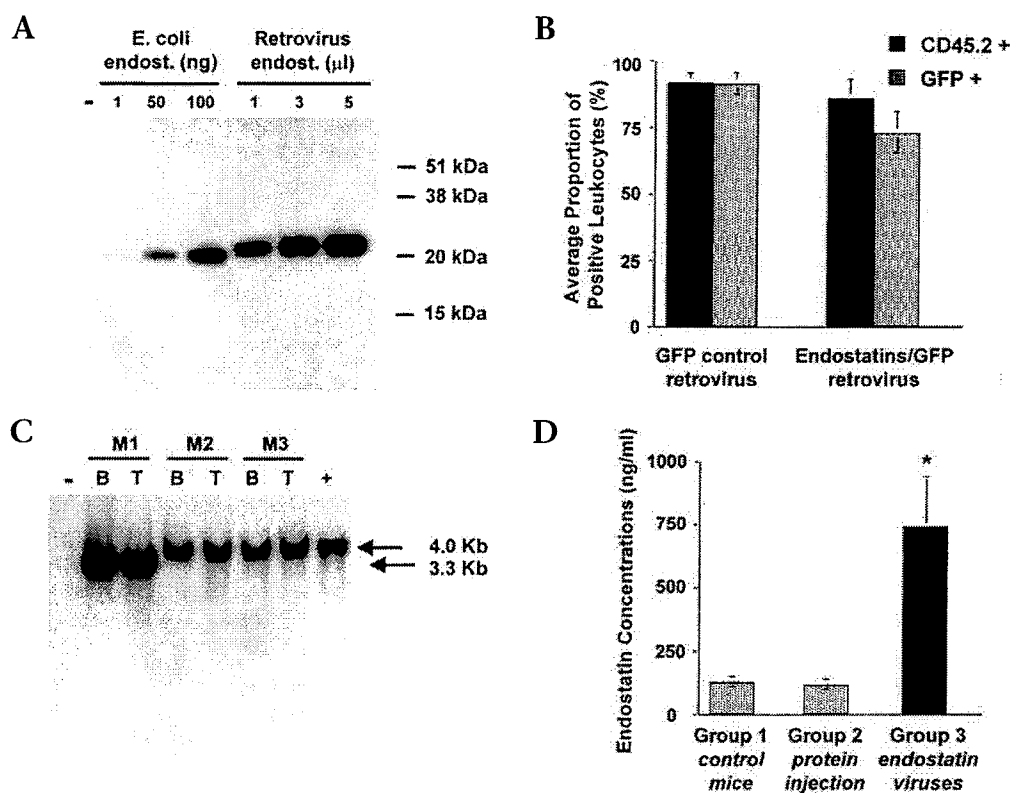 A
E. coli endost. (ng)
Retrovirus endost. (µl)
- 1 50 100 1 3 5
51 kDa
38 kDa
20 kDa
15 kDa
B
CD45.2 +
GFP +
Average Proportion of Positive Leukocytes (%)
100
75
50
25
0
GFP control retrovirus
Endostatins/GFP retrovirus
C
M1 M2 M3
- B T B T B T +
4.0 Kb
3.3 Kb
D
Endostatin Concentrations (ng/ml)
1000
750
500
250
0
*
Group 1 control mice
Group 2 protein injection
Group 3 endostatin viruses